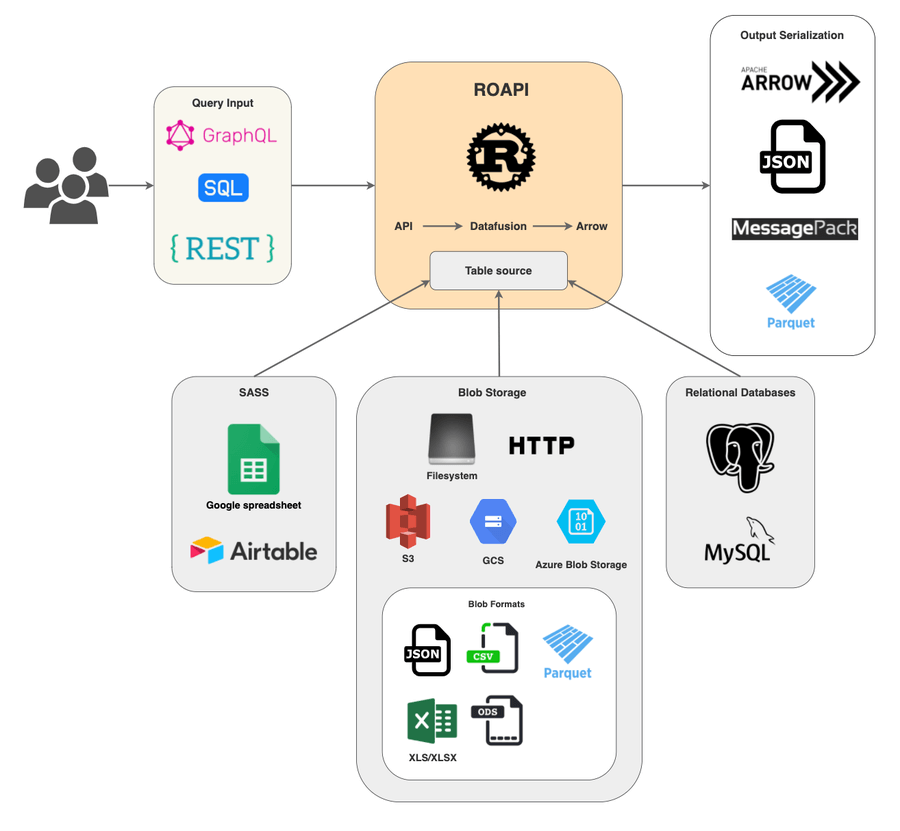 Output Serialization
APACHE
ARROW
JSON
MessagePack
Parquet
Query Input
GraphQL
SQL
{ REST }
ROAPI
R
API
Datafusion
Arrow
Table source
SASS
Google spreadsheet
Airtable
Blob Storage
Filesystem
HTTP
S3
GCS
10
01
Azure Blob Storage
Blob Formats
JSON
CSV
Parquet
X
XLS/XLSX
ODS
Relational Databases
MySQL